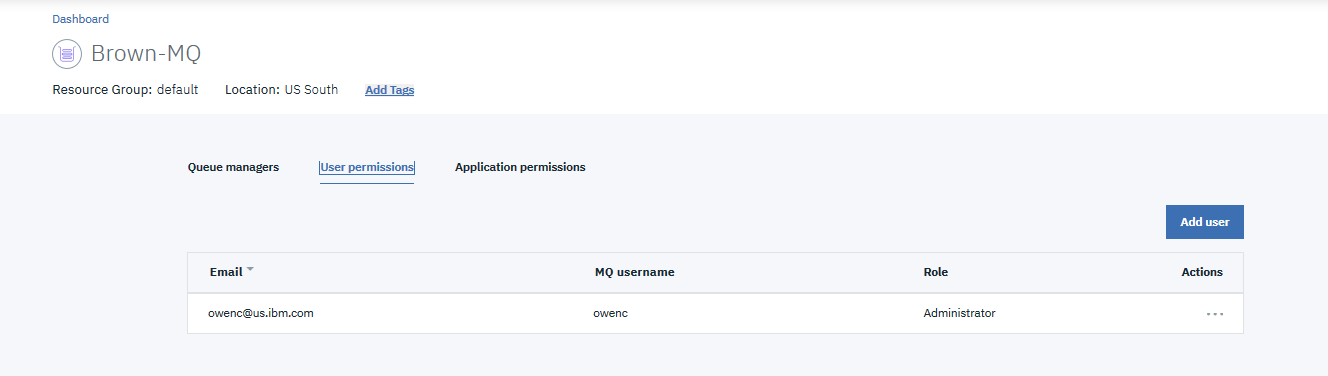 Dashboard
Brown-MQ
Resource Group: default Location: US South Add Tags
Queue managers User permissions Application permissions
Add user
Email MQ username Role Actions
owenc@us.ibm.com owenc Administrator